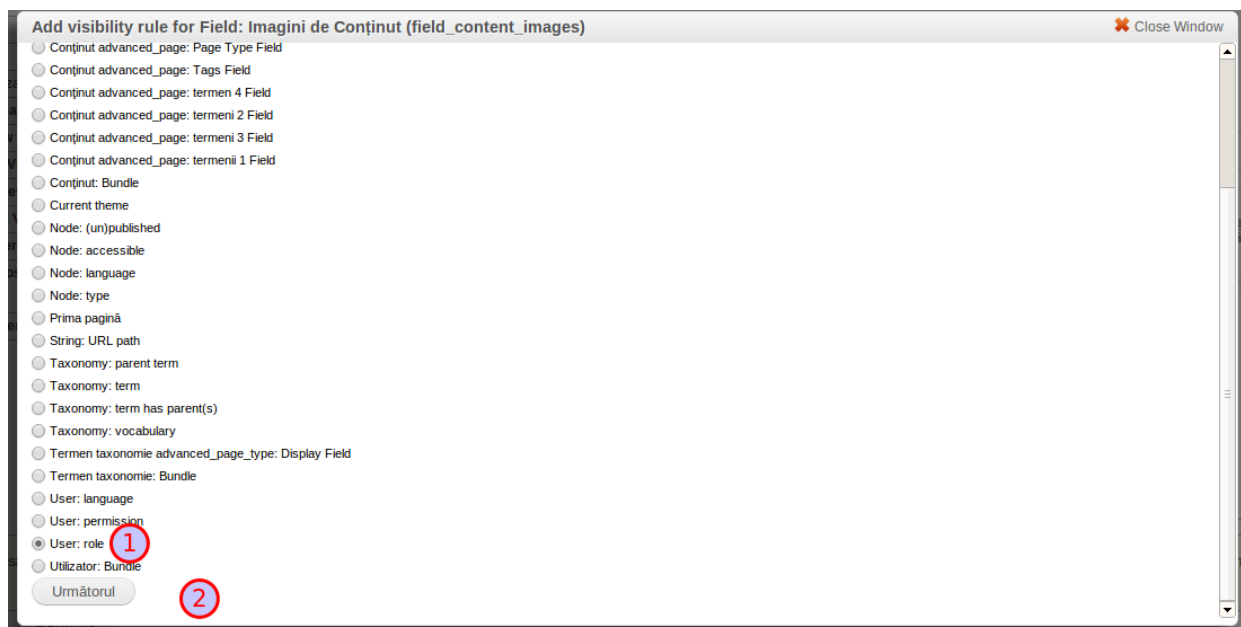 Add visibility rule for Field: Imagini de Conținut (field_content_images)
Close Window
Conținut advanced_page: Page Type Field
Conținut advanced_page: Tags Field
Conținut advanced_page: termen 4 Field
Conținut advanced_page: termeni 2 Field
Conținut advanced_page: termeni 3 Field
Conținut advanced_page: termenii 1 Field
Conținut: Bundle
Current theme
Node: (un)published
Node: accessible
Node: language
Node: type
Prima pagină
String: URL path
Taxonomy: parent term
Taxonomy: term
Taxonomy: term has parent(s)
Taxonomy: vocabulary
Termen taxonomie advanced_page_type: Display Field
Termen taxonomie: Bundle
User: language
User: permission
User: role
1
Utilizator: Bundle
Următorul
2